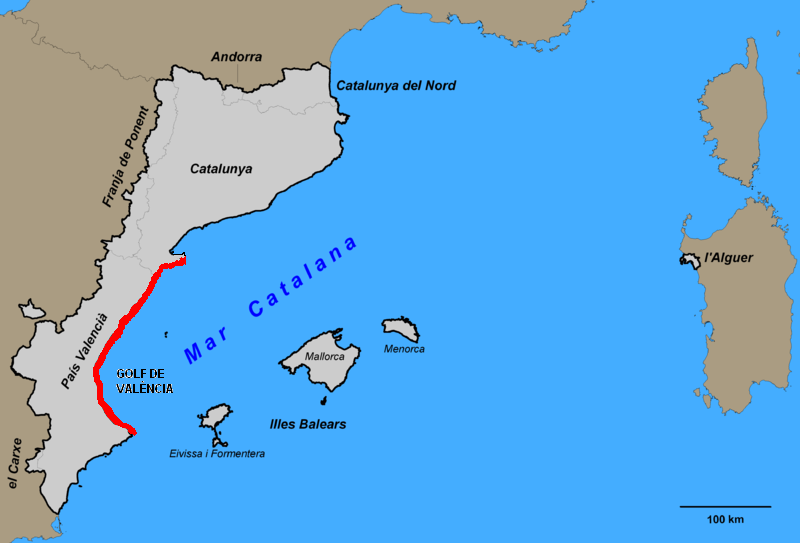 Andorra
Catalunya del Nord
Franja de Ponent
Catalunya
Mar Catalana
l'Alguer
País Valencià
GOLF DE
VALÈNCIA
Mallorca
Menorca
Illes Balears
Eivissa i Formentera
el Carxe
100 km